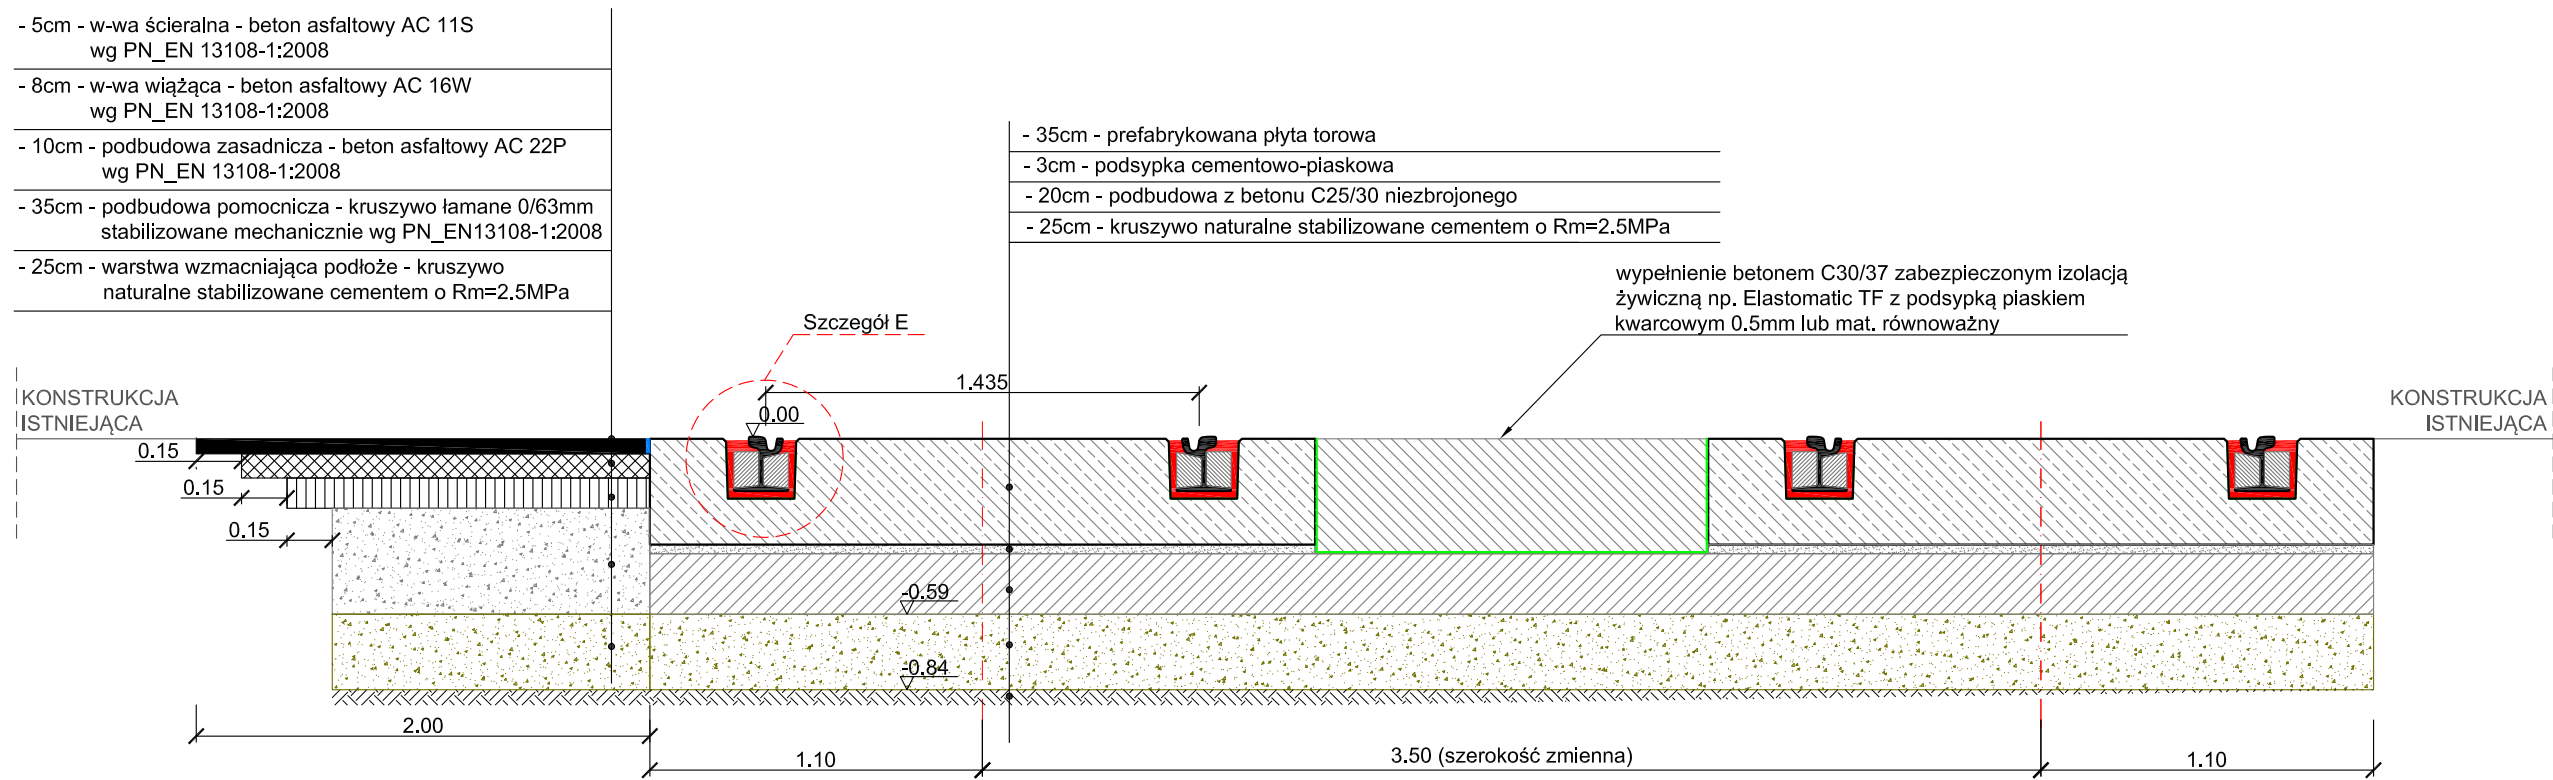 - 5cm - w-wa ścieralna - beton asfaltowy AC 11S
wg PN_EN 13108-1:2008
- 8cm - w-wa wiążąca - beton asfaltowy AC 16W
wg PN_EN 13108-1:2008
- 10cm - podbudowa zasadnicza - beton asfaltowy AC 22P
wg PN_EN 13108-1:2008
- 35cm - podbudowa pomocnicza - kruszywo łamane 0/63mm
stabilizowane mechanicznie wg PN_EN13108-1:2008
- 25cm - warstwa wzmacniająca podłoże - kruszywo
naturalne stabilizowane cementem o Rm=2.5MPa
- 35cm - prefabrykowana płyta torowa
- 3cm - podsypka cementowo-piaskowa
- 20cm - podbudowa z betonu C25/30 niezbrojonego
- 25cm - kruszywo naturalne stabilizowane cementem o Rm=2.5MPa
wypełnienie betonem C30/37 zabezpieczonym izolacją
żywiczną np. Elastomatic TF z podsypką piaskiem
kwarcowym 0.5mm lub mat. równoważny
Szczegół E
1.435
0.00
KONSTRUKCJA
ISTNIEJĄCA
KONSTRUKCJA
ISTNIEJĄCA
0.15
0.15
0.15
-0.59
-0.84
2.00
1.10
3.50 (szerokość zmienna)
1.10